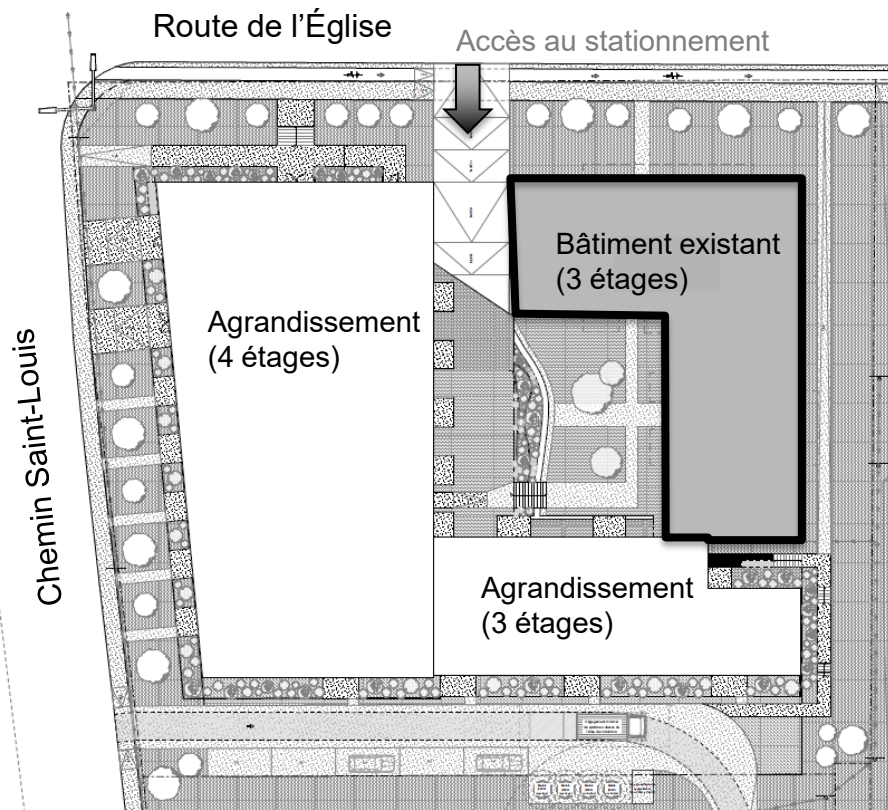 Route de l’Église
Accès au stationnement
Bâtiment existant
(3 étages)
Agrandissement
(4 étages)
Chemin Saint-Louis
Agrandissement
(3 étages)